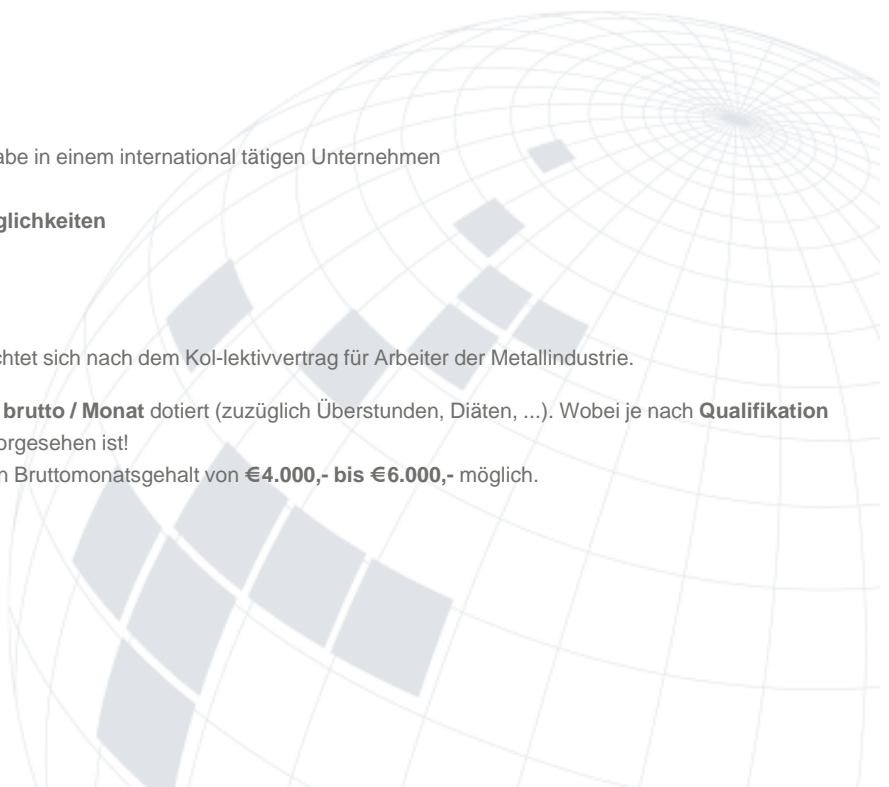 abe in einem international tätigen Unternehmen
glichkeiten
chtet sich nach dem Kol-lektivvertrag für Arbeiter der Metallindustrie.
brutto / Monat dotiert (zuzüglich Überstunden, Diäten, ...). Wobei je nach Qualifikation
orgesehen ist!
n Bruttomonatsgehalt von €4.000,- bis €6.000,- möglich.